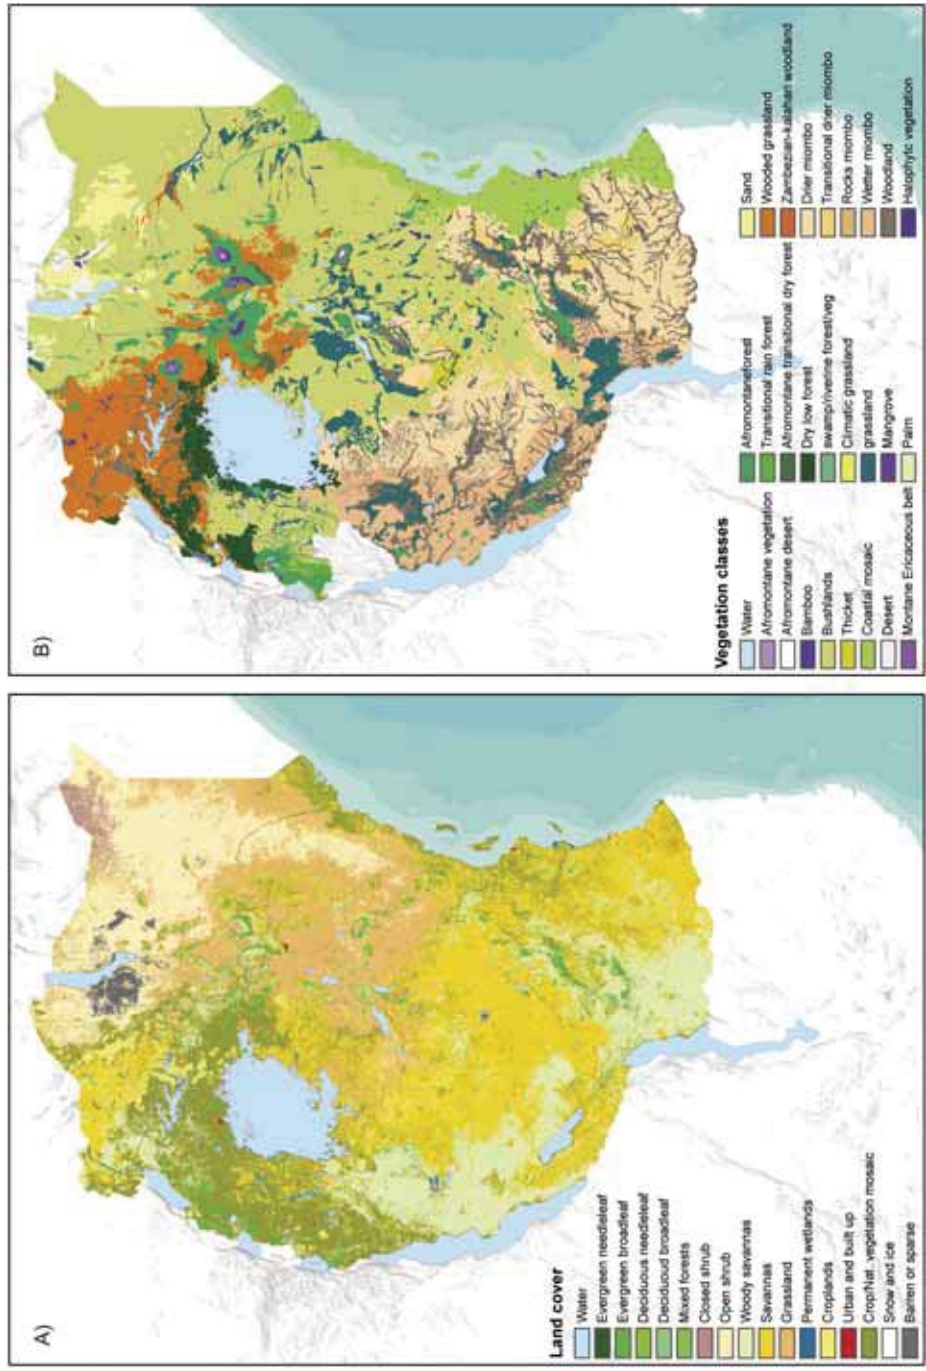 A)
Land cover
Water
Evergreen needleleaf
Evergreen broadleaf
Deciduous needleleaf
Deciduoud broadleaf
Mixed forests
Closed shrub
Open shrub
Woody savannas
Savannas
Grassland
Permanent wetlands
Croplands
Urban and built up
Crop/Nat. vegetation mosaic
Snow and ice
Barren or sparse
B)
Vegetation classes
Water
Afromontane vegetation
Afromontane desert
Bamboo
Bushlands
Thicket
Coastal mosaic
Desert
Montane Ericaceous belt
Afromontaneforest
Transitional rain forest
Afromontane transitional dry forest
Dry low forest
swamp/riverine forest/veg
Climatic grassland
grassland
Mangrove
Palm
Sand
Wooded grassland
Zambezian-kalahari woodland
Drier miombo
Transitional drier miombo
Rocks miombo
Wetter miombo
Woodland
Halophytc vegetation